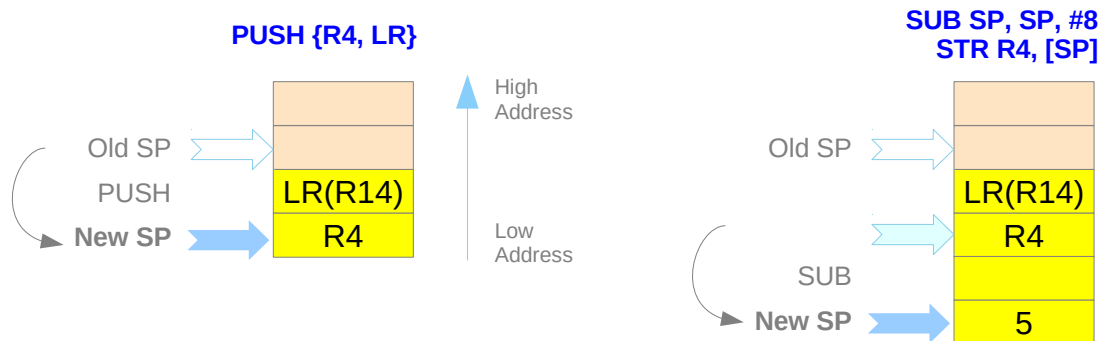 PUSH {R4, LR}
High
Address
Old SP
PUSH
LR(R14)
New SP
R4
Low
Address
SUB SP, SP, #8
STR R4, [SP]
Old SP
LR(R14)
R4
SUB
New SP
5